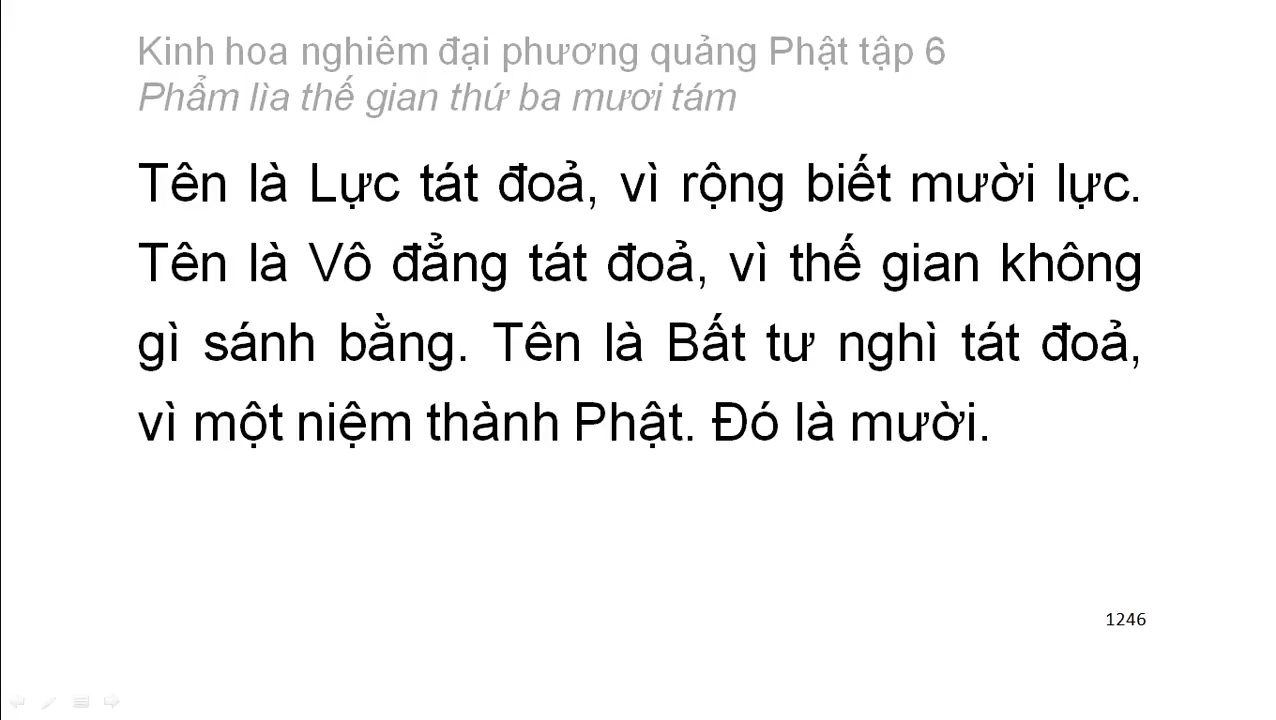 Kinh hoa nghiêm đại phương quảng Phật tập 6
Phẩm lìa thế gian thứ ba mươi tám
Tên là Lực tát đoả, vì rộng biết mười lực.
Tên là Vô đẳng tát đoả, vì thế gian không
gì sánh bằng. Tên là Bất tư nghì tát đoả,
vì một niệm thành Phật. Đó là mười.
1246